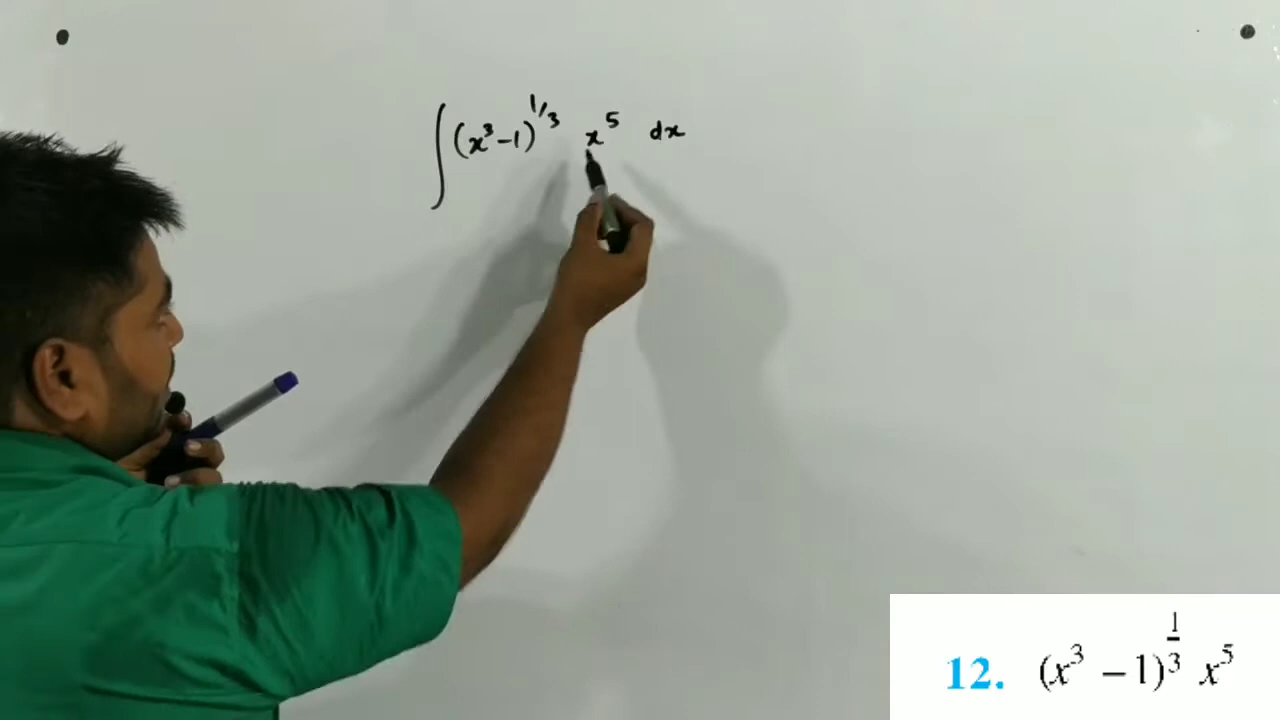 ∫(x³-1)^1/3 x⁵ dx
12. (x³ – 1)^1/3 x⁵